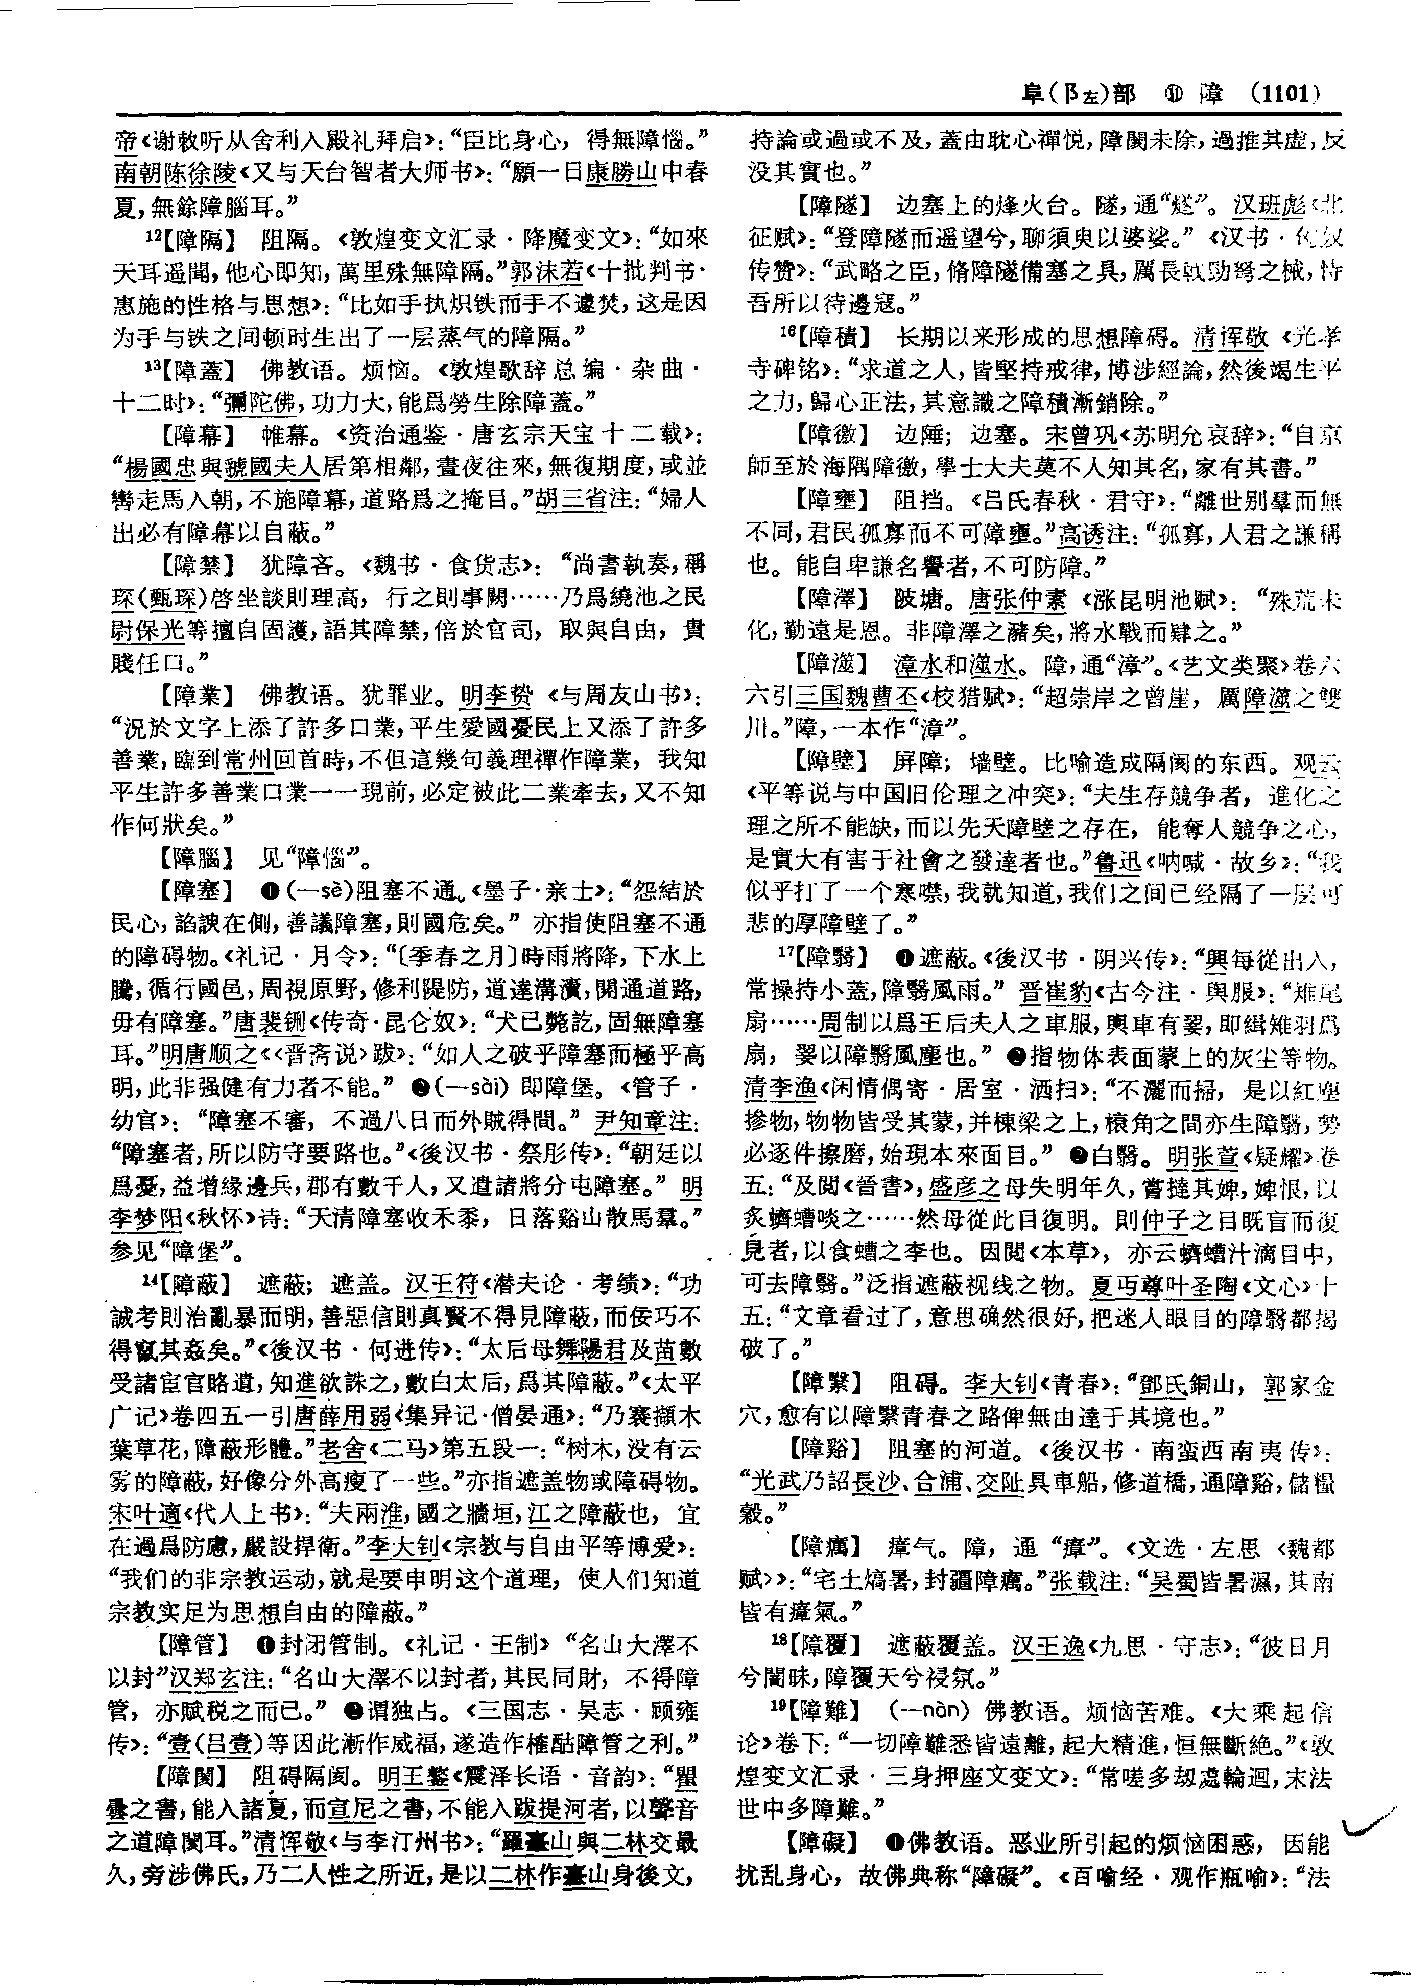 阜(阝左)部 ⑪ 障 (1101)
帝《谢敕听从舍利入殿礼拜启》：“臣比身心，得無障惱。”
南朝陈徐陵《又与天台智者大师书》：“願一日康勝山中春
夏，無餘障腦耳。”
12【障隔】 阻隔。《敦煌变文汇录·降魔变文》：“如來
天耳遥聞，他心即知，萬里殊無障隔。”郭沫若《十批判书·
惠施的性格与思想》：“比如手执炽铁而手不遽焚，这是因
为手与铁之间顿时生出了一层蒸气的障隔。”
13【障蓋】 佛教语。烦恼。《敦煌歌辞总编·杂曲·
十二时》：“彌陀佛，功力大，能爲勞生除障蓋。”
【障幕】 帷幕。《资治通鉴·唐玄宗天宝十二载》：
“楊國忠與虢國夫人居第相鄰，晝夜往來，無復期度，或並
轡走馬入朝，不施障幕，道路爲之掩目。”胡三省注：“婦人
出必有障幕以自蔽。”
【障禁】 犹障吝。《魏书·食货志》：“尚書執奏，稱
琛(甄琛)啓坐談則理高，行之則事闕……乃爲繞池之民
尉保光等擅自固護，語其障禁，倍於官司，取與自由，貴
賤任口。”
【障業】 佛教语。犹罪业。明李贽《与周友山书》：
“況於文字上添了許多口業，平生愛國憂民上又添了許多
善業，臨到常州回首時，不但這幾句義理禪作障業，我知
平生許多善業口業一一現前，必定被此二業牽去，又不知
作何狀矣。”
【障腦】 见“障惱”。
【障塞】 ❶(—sè)阻塞不通。《墨子·亲士》：“怨結於
民心，諂諛在側，善議障塞，則國危矣。”亦指使阻塞不通
的障碍物。《礼记·月令》：“〔季春之月〕時雨將降，下水上
騰，循行國邑，周視原野，修利隄防，道達溝瀆，開通道路，
毋有障塞。”唐裴铏《传奇·昆仑奴》：“犬已斃訖，固無障塞
耳。”明唐顺之《〈晋斋说〉跋》：“如人之破乎障塞而極乎高
明，此非强健有力者不能。” ❷(—sài) 即障堡。《管子·
幼官》：“障塞不審，不過八日而外賊得間。”尹知章注：
“障塞者，所以防守要路也。”《後汉书·祭肜传》：“朝廷以
爲憂，益增緣邊兵，郡有數千人，又遣諸將分屯障塞。”明
李梦阳《秋怀》诗：“天清障塞收禾黍，日落谿山散馬羣。”
参见“障堡”。
14【障蔽】 遮蔽；遮盖。汉王符《潜夫论·考绩》：“功
誠考則治亂暴而明，善惡信則真賢不得見障蔽，而佞巧不
得竄其姦矣。”《後汉书·何进传》：“太后母舞陽君及苗數
受諸宦官賂遺，知進欲誅之，數白太后，爲其障蔽。”《太平
广记》卷四五一引唐薛用弱《集异记·僧晏通》：“乃褰擷木
葉草花，障蔽形體。”老舍《二马》第五段一：“树木，没有云
雾的障蔽，好像分外高瘦了一些。”亦指遮盖物或障碍物。
宋叶適《代人上书》：“夫兩淮，國之牆垣，江之障蔽也，宜
在過爲防慮，嚴設捍衛。”李大钊《宗教与自由平等博爱》：
“我们的非宗教运动，就是要申明这个道理，使人们知道
宗教实足为思想自由的障蔽。”
【障管】 ❶封闭管制。《礼记·王制》“名山大澤不
以封”汉郑玄注：“名山大澤不以封者，其民同財，不得障
管，亦賦税之而已。” ❷谓独占。《三国志·吴志·顾雍
传》：“壹(吕壹)等因此漸作威福，遂造作榷酤障管之利。”
【障閡】 阻碍隔阂。明王鏊《震泽长语·音韵》：“瞿
曇之書，能入諸夏，而宣尼之書，不能入跋提河者，以聲音
之道障閡耳。”清恽敬《与李汀州书》：“羅臺山與二林交最
久，旁涉佛氏，乃二人性之所近，是以二林作臺山身後文，
持論或過或不及，蓋由耽心禪悦，障閡未除，過推其虚，反
没其實也。”
【障隧】 边塞上的烽火台。隧，通“燧”。汉班彪《北
征赋》：“登障隧而遥望兮，聊須臾以婆娑。”《汉书·匈奴
传赞》：“武略之臣，脩障隧備塞之具，厲長戟勁弩之械，恃
吾所以待邊寇。”
16【障積】 长期以来形成的思想障碍。清恽敬《光孝
寺碑铭》：“求道之人，皆堅持戒律，博涉經論，然後竭生平
之力，歸心正法，其意識之障積漸銷除。”
【障徼】 边陲；边塞。宋曾巩《苏明允哀辞》：“自京
師至於海隅障徼，學士大夫莫不人知其名，家有其書。”
【障壅】 阻挡。《吕氏春秋·君守》：“離世别羣而無
不同，君民孤寡而不可障壅。”高诱注：“孤寡，人君之謙稱
也。能自卑謙名譽者，不可防障。”
【障澤】 陂塘。唐张仲素《涨昆明池赋》：“殊荒未
化，勤遠是恩。非障澤之瀦矣，將水戰而肄之。”
【障滋】 漳水和滋水。障，通“漳”。《艺文类聚》卷六
六引三国魏曹丕《校猎赋》：“超崇岸之曾崖，厲障滋之雙
川。”障，一本作“漳”。
【障壁】 屏障；墙壁。比喻造成隔阂的东西。观云
《平等说与中国旧伦理之冲突》：“夫生存競争者，進化之
理之所不能缺，而以先天障壁之存在，能奪人競争之心，
是實大有害于社會之發達者也。”鲁迅《呐喊·故乡》：“我
似乎打了一个寒噤，我就知道，我们之间已经隔了一层可
悲的厚障壁了。”
17【障翳】 ❶遮蔽。《後汉书·阴兴传》：“興每從出入，
常操持小蓋，障翳風雨。”晋崔豹《古今注·舆服》：“雉尾
扇……周制以爲王后夫人之車服，輿車有翣，即緝雉羽爲
扇，翣以障翳風塵也。” ❷指物体表面蒙上的灰尘等物。
清李渔《闲情偶寄·居室·洒扫》：“不灑而掃，是以紅塵
摻物，物物皆受其蒙，并棟梁之上，榱角之間亦生障翳，勢
必逐件擦磨，始現本來面目。” ❸白翳。明张萱《疑耀》卷
五：“及閲《晉書》，盛彦之母失明年久，嘗撻其婢，婢恨，以
炙蠐螬啖之……然母從此目復明。則仲子之目既盲而復
見者，以食螬之李也。因閲《本草》，亦云蠐螬汁滴目中，
可去障翳。”泛指遮蔽视线之物。夏丏尊叶圣陶《文心》十
五：“文章看过了，意思确然很好，把迷人眼目的障翳都揭
破了。”
【障繄】 阻碍。李大钊《青春》：“鄧氏銅山，郭家金
穴，愈有以障繄青春之路俾無由達于其境也。”
【障谿】 阻塞的河道。《後汉书·南蛮西南夷传》：
“光武乃詔長沙、合浦、交阯具車船，修道橋，通障谿，儲糧
穀。”
【障癘】 瘴气。障，通“瘴”。《文选·左思〈魏都
赋〉》：“宅土熇暑，封疆障癘。”张载注：“吴蜀皆暑濕，其南
皆有瘴氣。”
18【障覆】 遮蔽覆盖。汉王逸《九思·守志》：“彼日月
兮闇昧，障覆天兮祲氛。”
19【障難】 (—nàn) 佛教语。烦恼苦难。《大乘起信
论》卷下：“一切障難悉皆遠離，起大精進，恒無斷絶。”《敦
煌变文汇录·三身押座文变文》：“常嗟多劫處輪迴，末法
世中多障難。”
【障礙】 ❶佛教语。恶业所引起的烦恼困惑，因能
扰乱身心，故佛典称“障礙”。《百喻经·观作瓶喻》：“法